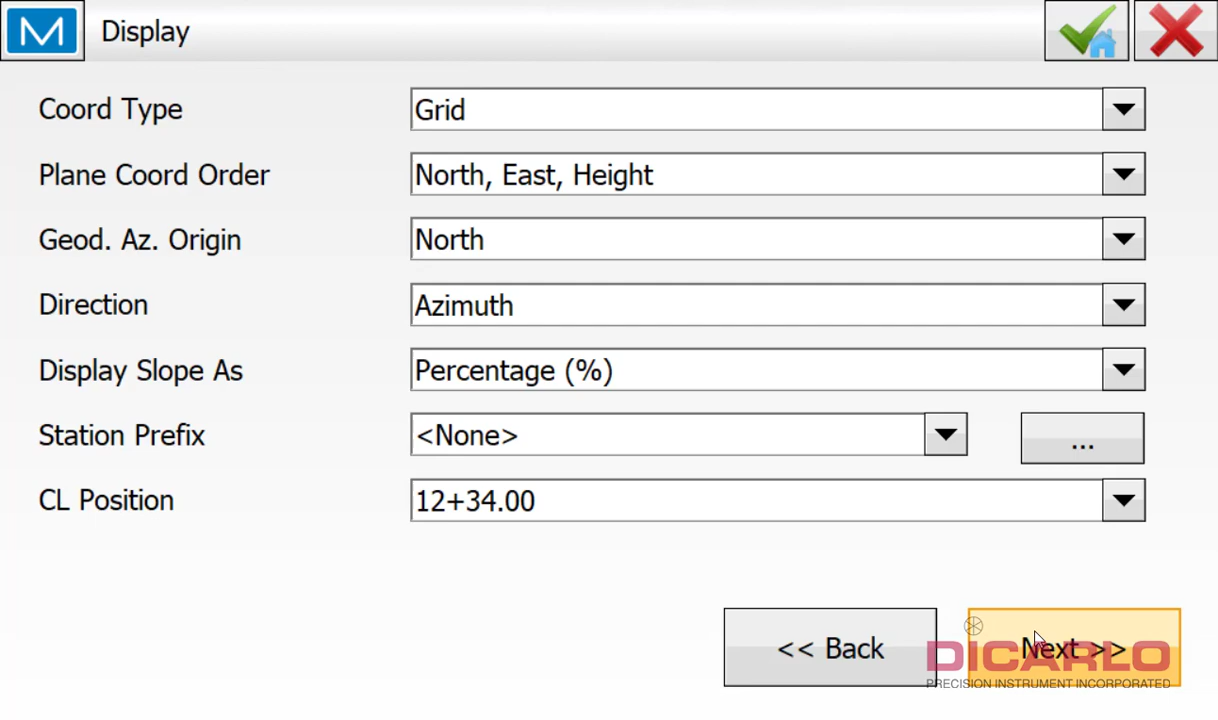 M Display
Coord Type Grid
Plane Coord Order North, East, Height
Geod. Az. Origin North
Direction Azimuth
Display Slope As Percentage (%)
Station Prefix <None> ...
CL Position 12+34.00
<< Back Next >>
DICARLO
PRECISION INSTRUMENT INCORPORATED